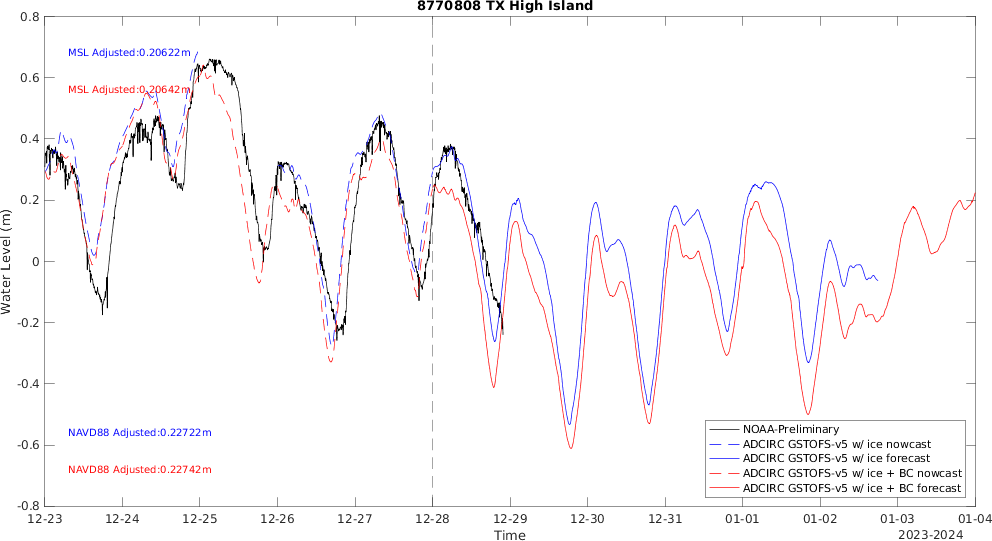 8770808 TX High Island
0.8
0.6
0.4
0.2
0
-0.2
-0.4
-0.6
-0.8
Water Level (m)
MSL Adjusted:0.20622m
MSL Adjusted:0.20642m
NAVD88 Adjusted:0.22722m
NAVD88 Adjusted:0.22742m
NOAA-Preliminary
ADCIRC GSTOFS-v5 w/ ice nowcast
ADCIRC GSTOFS-v5 w/ ice forecast
ADCIRC GSTOFS-v5 w/ ice + BC nowcast
ADCIRC GSTOFS-v5 w/ ice + BC forecast
12-23 12-24 12-25 12-26 12-27 12-28 12-29 12-30 12-31 01-01 01-02 01-03 01-04
Time
2023-2024